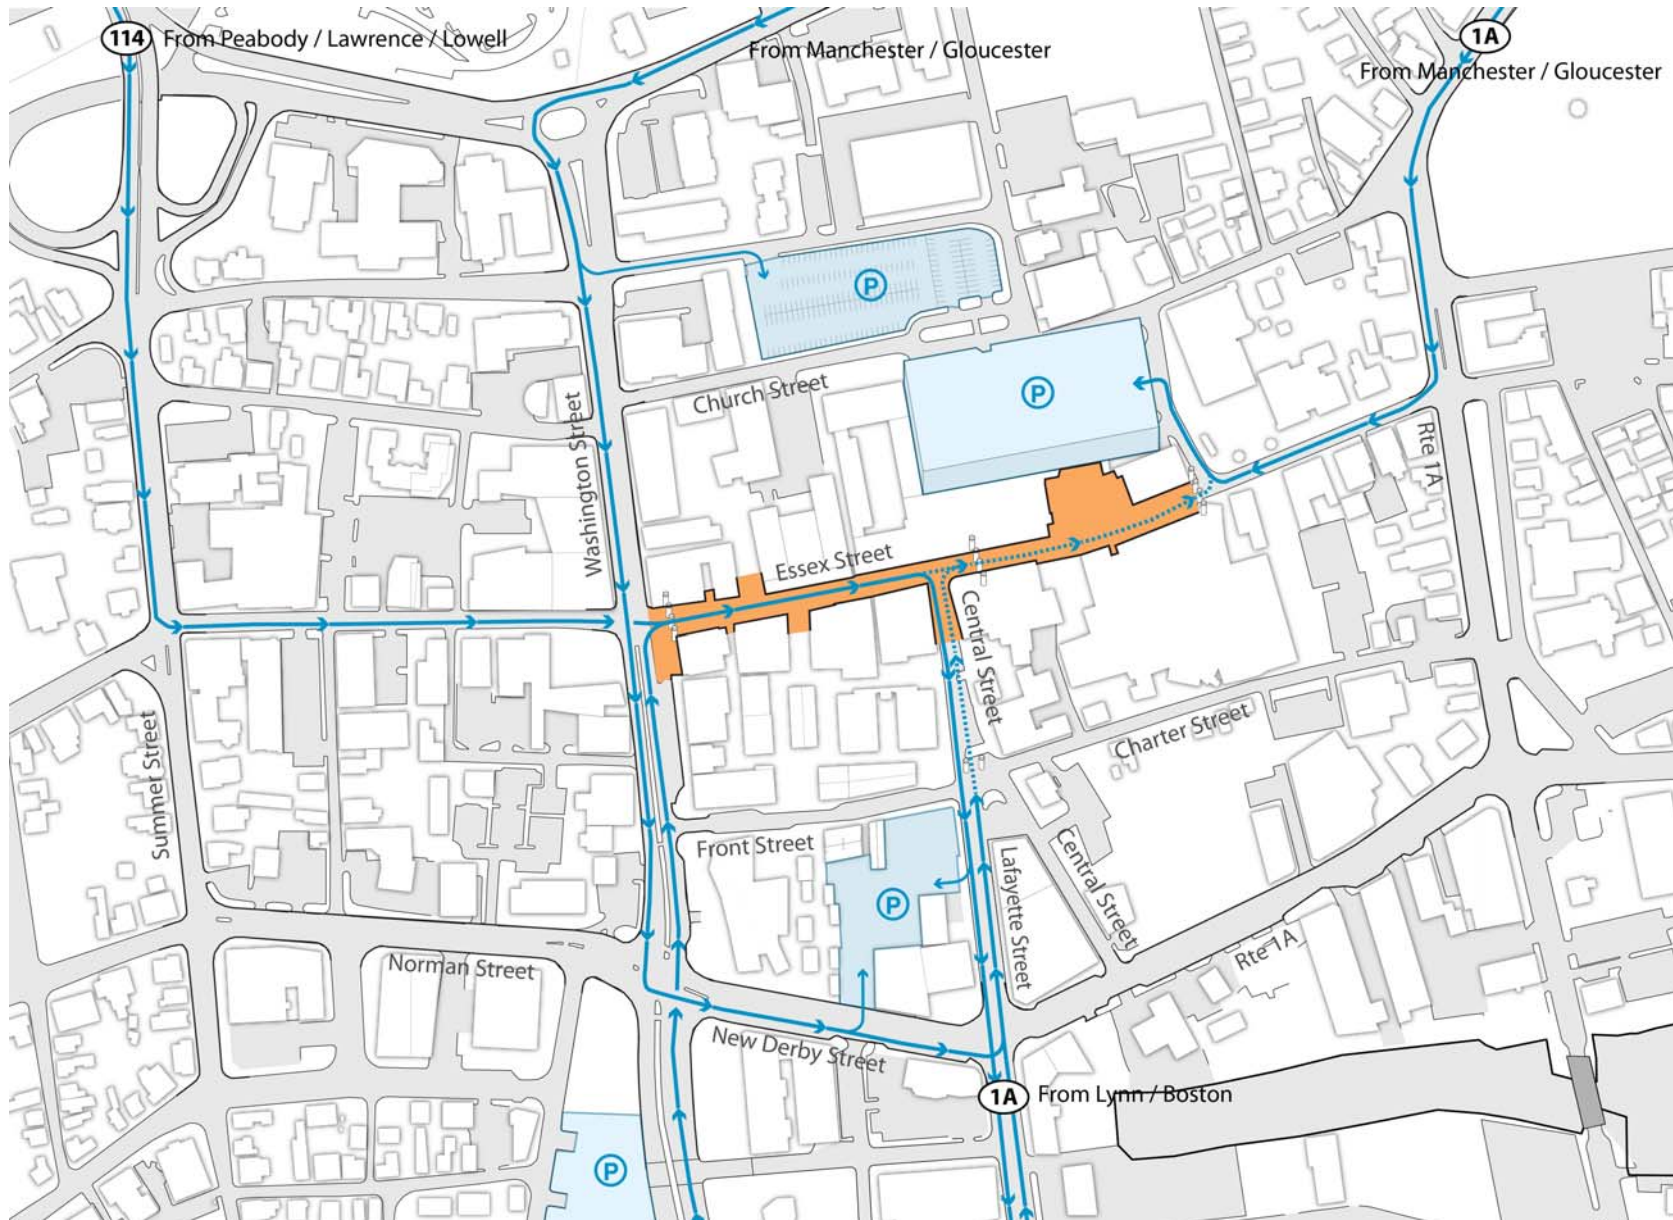 114
From Peabody / Lawrence / Lowell
From Manchester / Gloucester
1A
From Manchester / Gloucester
P
Church Street
P
Washington Street
Rte 1A
Essex Street
Central Street
Charter Street
Summer Street
Front Street
P
Lafayette Street
Central Street
Norman Street
Rte 1A
New Derby Street
1A
From Lynn / Boston
P